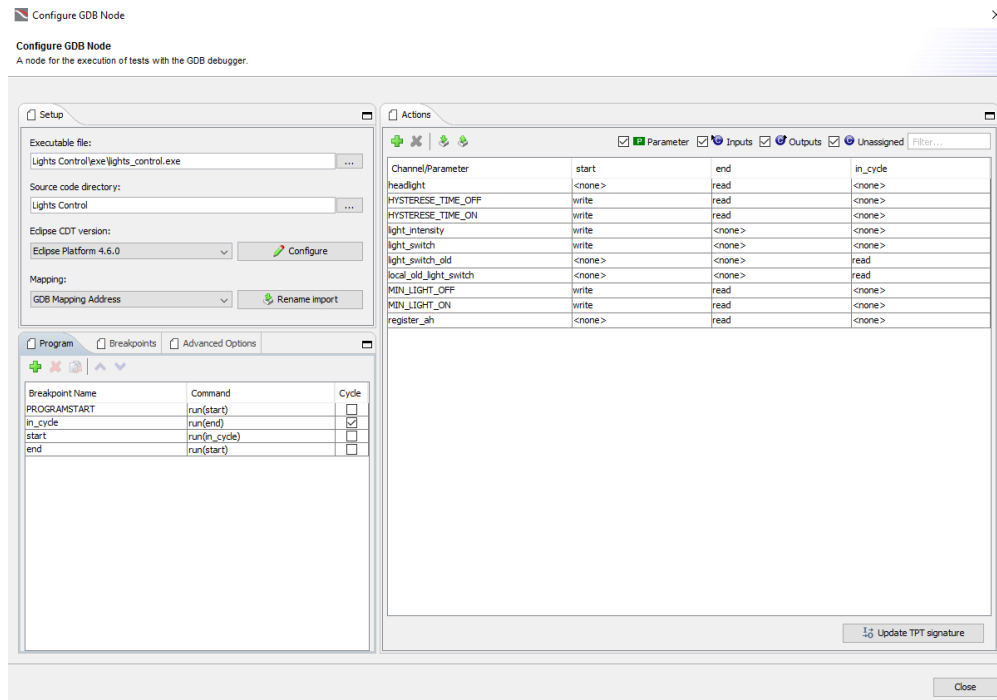 Configure GDB Node
Configure GDB Node
A node for the execution of tests with the GDB debugger.
Setup
Executable file:
Lights Control\exe\lights_control.exe
...
Source code directory:
Lights Control
...
Eclipse CDT version:
Eclipse Platform 4.6.0
Configure
Mapping:
GDB Mapping Address
Rename import
Program Breakpoints Advanced Options
Breakpoint Name Command Cycle
PROGRAMSTART run(start)
in_cycle run(end)
start run(in_cycle)
end run(start)
Actions
P Parameter C Inputs C Outputs C Unassigned Filter...
Channel/Parameter start end in_cycle
headlight <none> read <none>
HYSTERESE_TIME_OFF write read <none>
HYSTERESE_TIME_ON write read <none>
light_intensity write <none> <none>
light_switch write <none> <none>
light_switch_old <none> <none> read
local_old_light_switch <none> <none> read
MIN_LIGHT_OFF write read <none>
MIN_LIGHT_ON write read <none>
register_ah <none> read <none>
Update TPT signature
Close